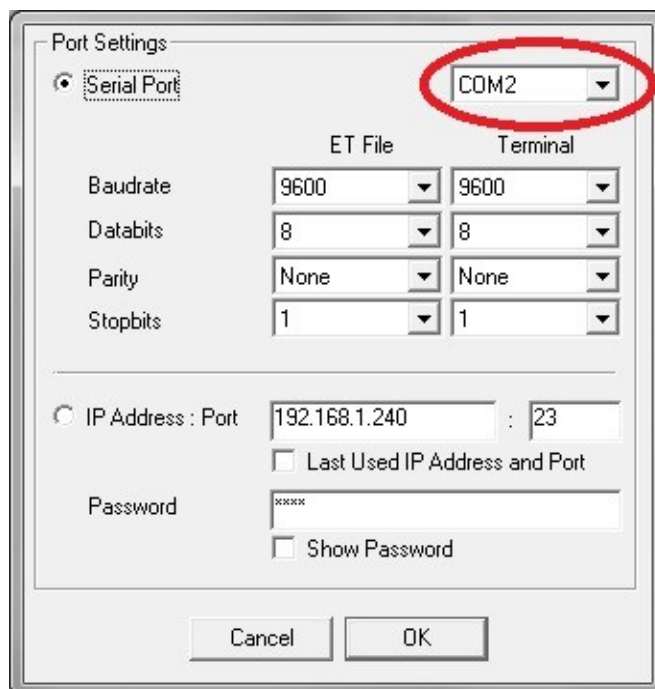 Port Settings
Serial Port COM2
ET File Terminal
Baudrate 9600 9600
Databits 8 8
Parity None None
Stopbits 1 1
IP Address : Port 192.168.1.240 : 23
Last Used IP Address and Port
Password ****
Show Password
Cancel OK